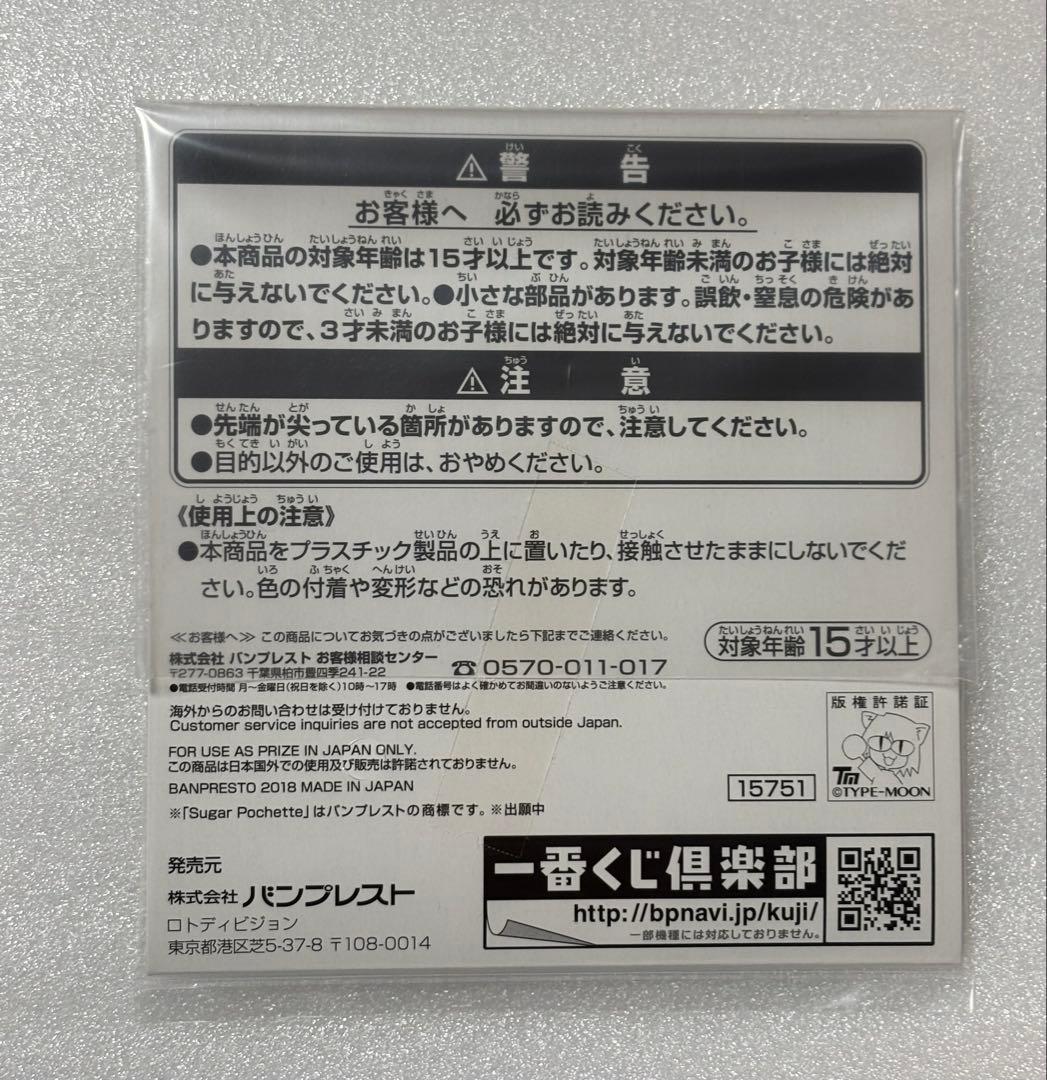 ⚠警告
お客様へ 必ずお読みください。
●本商品の対象年齢は15才以上です。対象年齢未満のお子様には絶対
に与えないでください。●小さな部品があります。誤飲・窒息の危険があ
りますので、3才未満のお子様には絶対に与えないでください。
⚠注意
●先端が尖っている箇所がありますので、注意してください。
●目的以外のご使用は、おやめください。
《使用上の注意》
●本商品をプラスチック製品の上に置いたり、接触させたままにしないでくだ
さい。色の付着や変形などの恐れがあります。
≪お客様へ≫ この商品についてお気づきの点がございましたら下記までご連絡ください。
株式会社 バンプレスト お客様相談センター ☎0570-011-017
〒277-0863 千葉県柏市豊四季241-22
●電話受付時間 月〜金曜日(祝日を除く)10時〜17時 ●電話番号はよく確かめてお間違いのないようご注意ください。
対象年齢15才以上
海外からのお問い合わせは受け付けておりません。
Customer service inquiries are not accepted from outside Japan.
FOR USE AS PRIZE IN JAPAN ONLY.
この商品は日本国外での使用及び販売は許諾されておりません。
BANPRESTO 2018 MADE IN JAPAN
※「Sugar Pochette」はバンプレストの商標です。※出願中
15751
版権許諾証
TM
©TYPE-MOON
発売元
株式会社 バンプレスト
ロトディビジョン
東京都港区芝5-37-8 〒108-0014
一番くじ倶楽部
http://bpnavi.jp/kuji/
一部機種には対応しておりません。